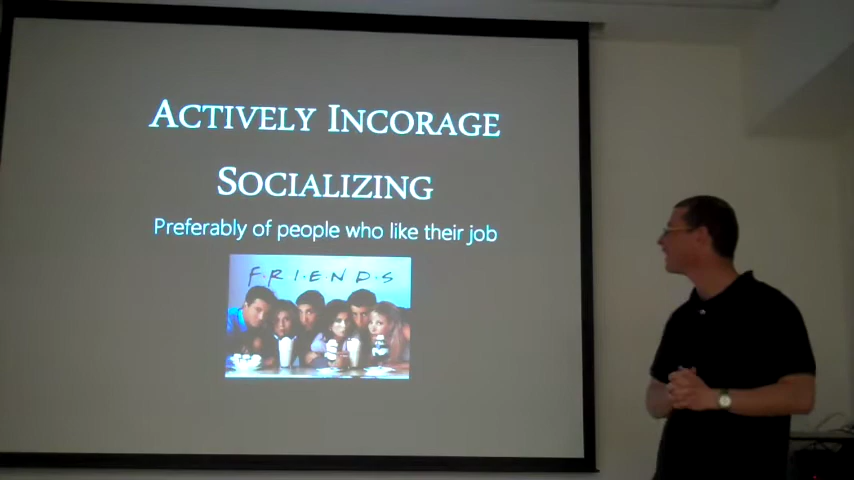 ACTIVELY INCORAGE
SOCIALIZING
Preferably of people who like their job
F·R·I·E·N·D·S